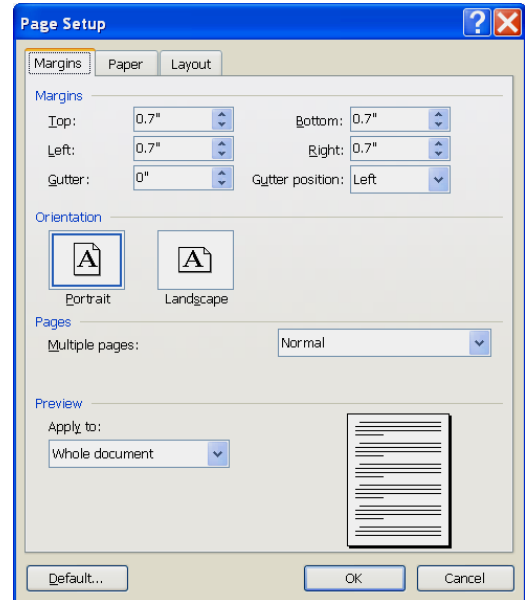 Page Setup
Margins Paper Layout
Margins
Top: 0.7" Bottom: 0.7"
Left: 0.7" Right: 0.7"
Gutter: 0" Gutter position: Left
Orientation
A A
Portrait Landscape
Pages
Multiple pages: Normal
Preview
Apply to:
Whole document
Default... OK Cancel